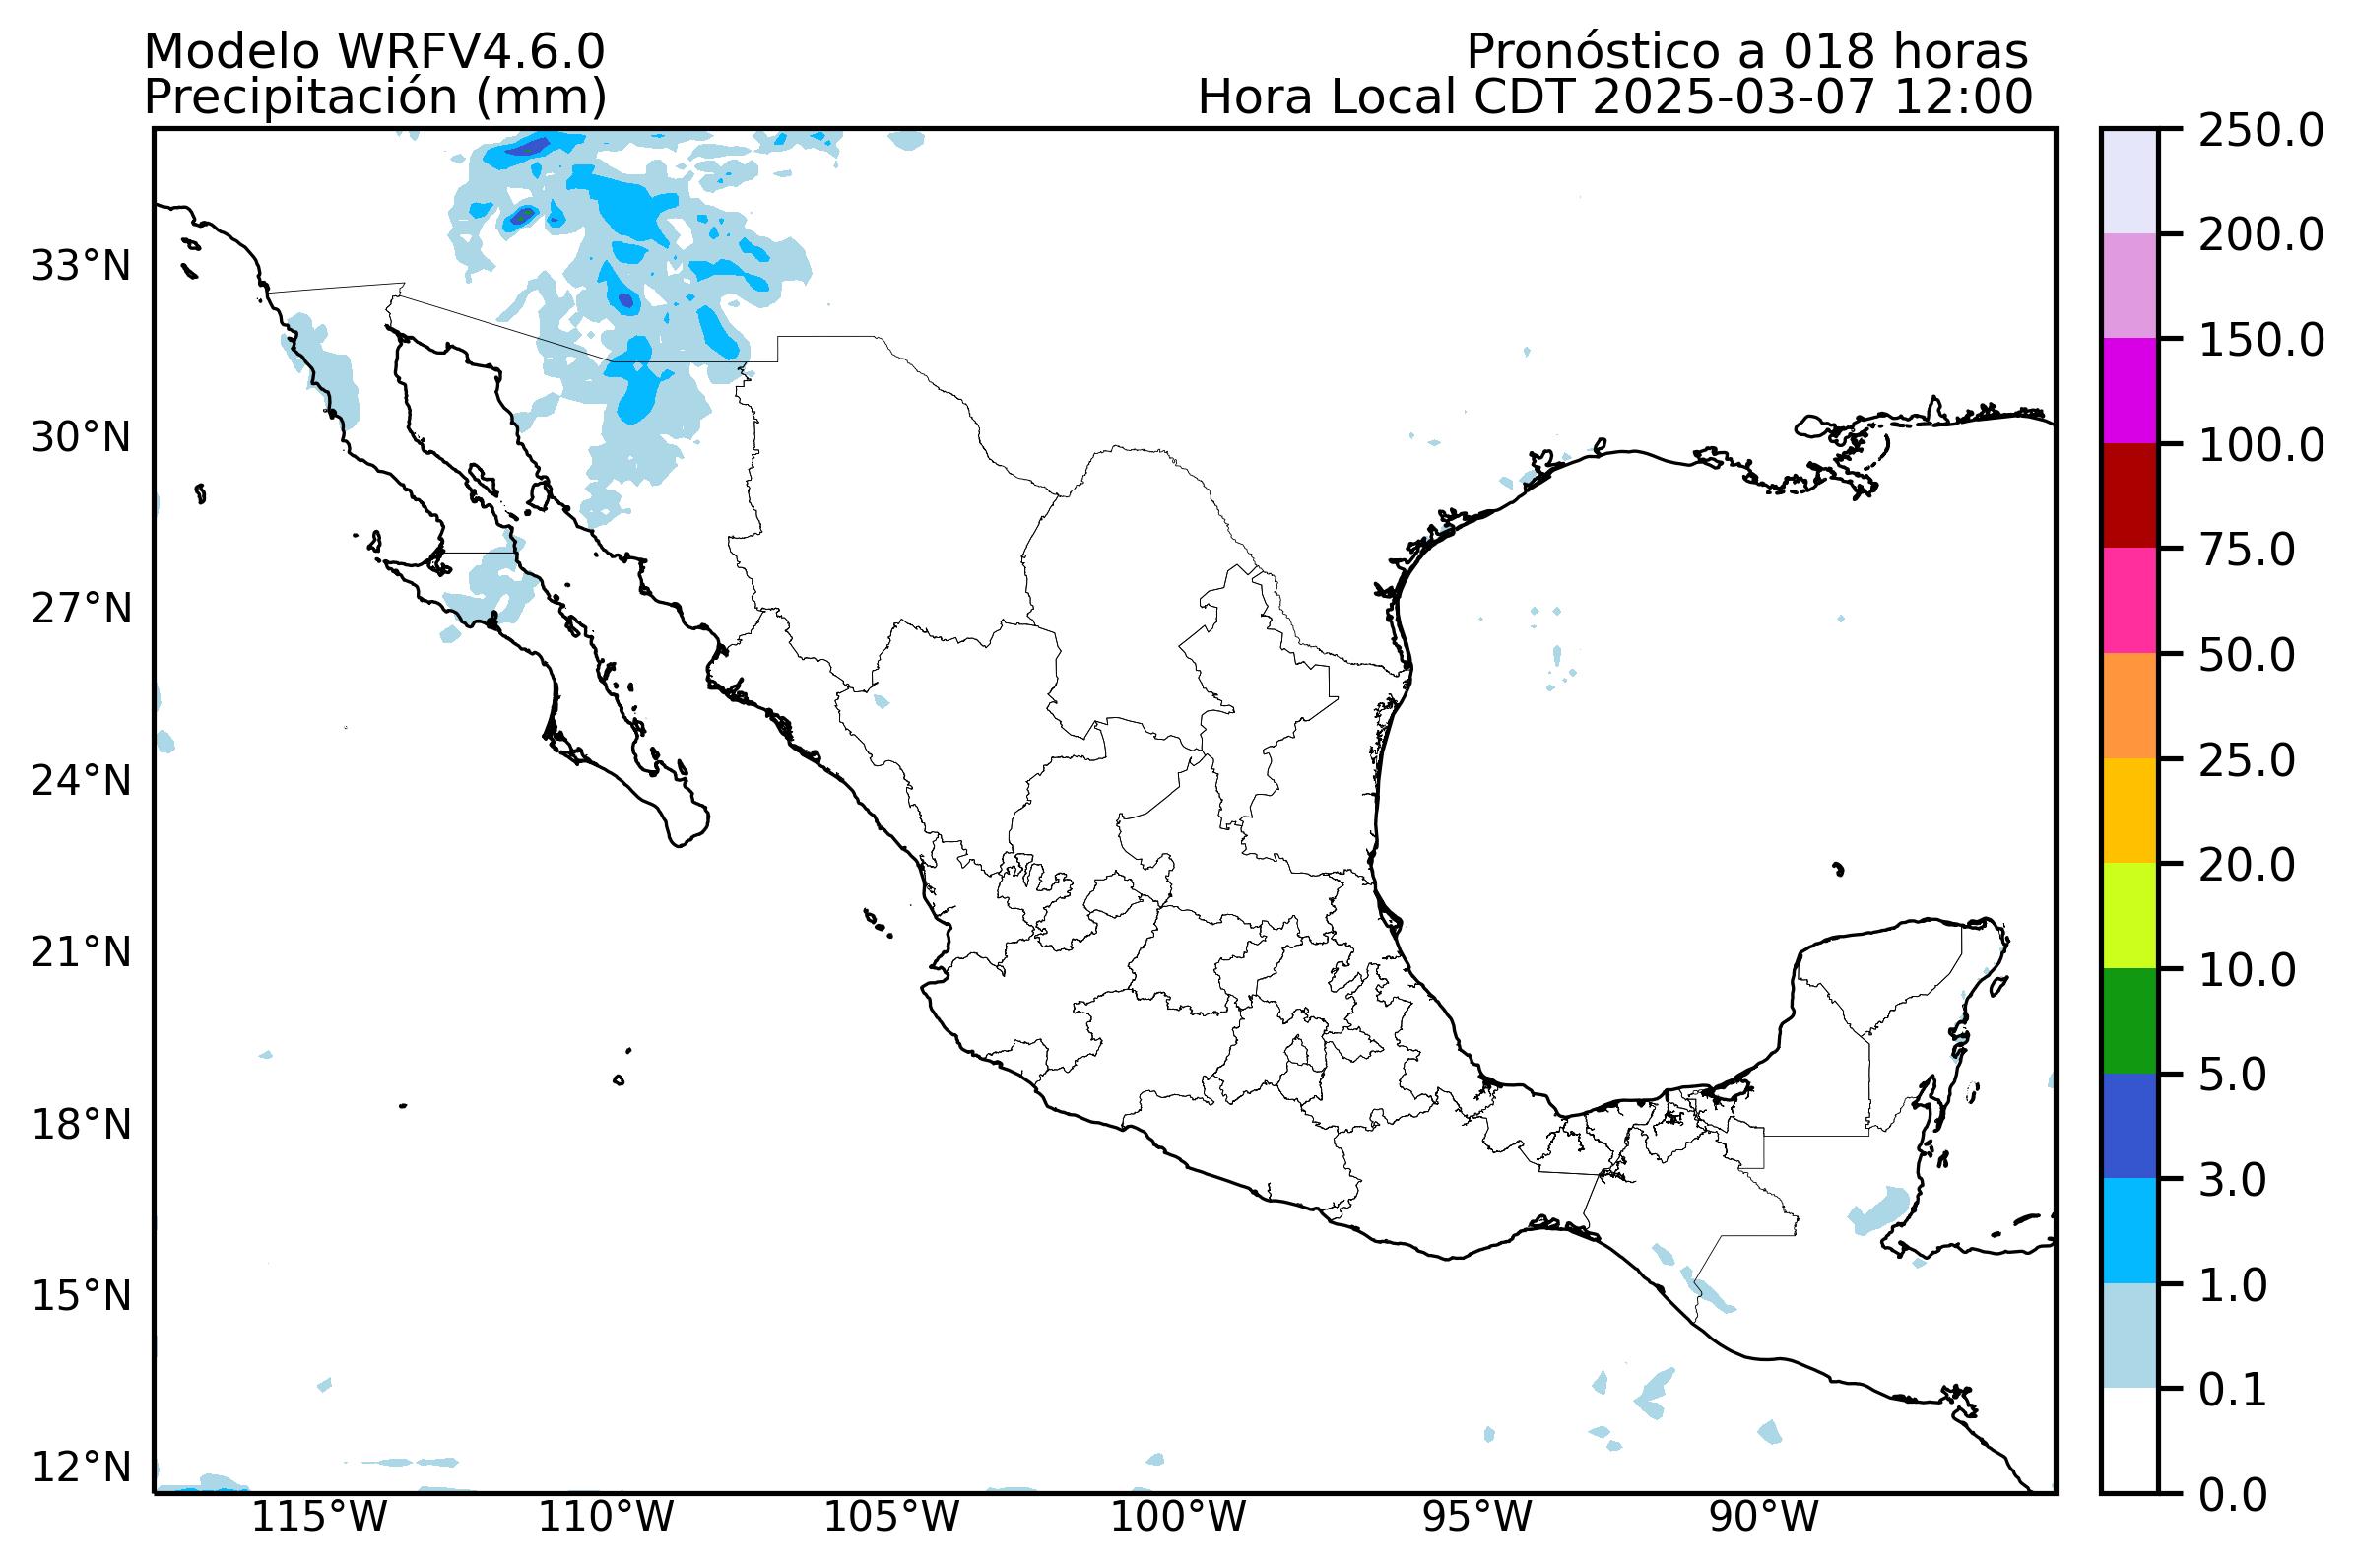 Modelo WRFV4.6.0
Pronóstico a 018 horas
Precipitación (mm)
Hora Local CDT 2025-03-07 12:00
33°N
30°N
27°N
24°N
21°N
18°N
15°N
12°N
115°W
110°W
105°W
100°W
95°W
90°W
250.0
200.0
150.0
100.0
75.0
50.0
25.0
20.0
10.0
5.0
3.0
1.0
0.1
0.0